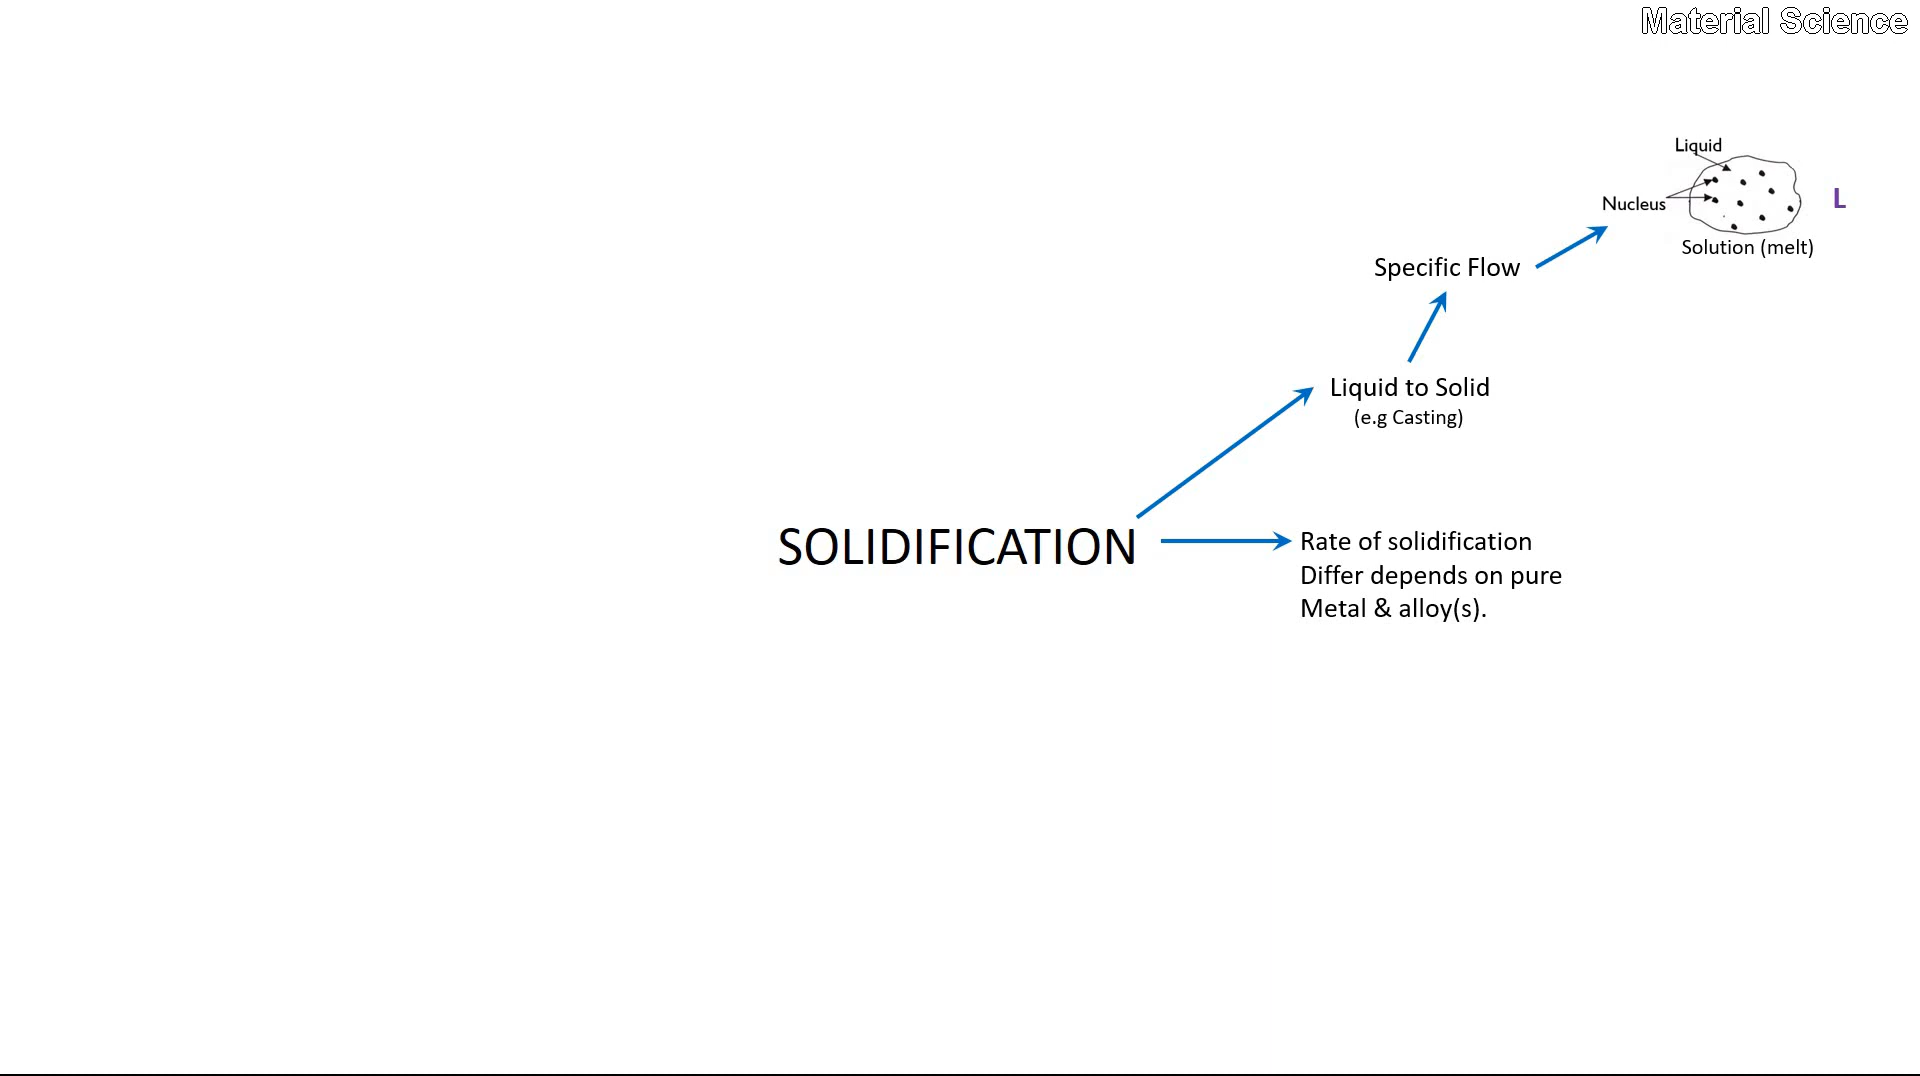 Material Science
Liquid
Nucleus
L
Solution (melt)
Specific Flow
Liquid to Solid
(e.g Casting)
SOLIDIFICATION
Rate of solidification
Differ depends on pure
Metal & alloy(s).